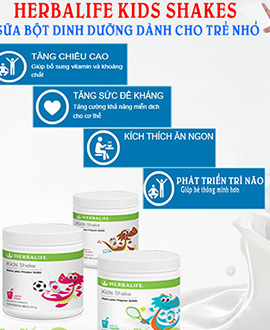 HERBALIFE KIDS SHAKES
SỮA BỘT DINH DƯỠNG DÀNH CHO TRẺ NHỎ
TĂNG CHIỀU CAO
Giúp bổ sung vitamin và khoáng
chất
TĂNG SỨC ĐỀ KHÁNG
Tăng cường khả năng miễn dịch
cho cơ thể
KÍCH THÍCH ĂN NGON
PHÁT TRIỂN TRÍ NÃO
Giúp bé thông minh hơn
HERBALIFE
Kids Shake
HERBALIFE.
Kids Shake
HERBALIFE
Kids Shake